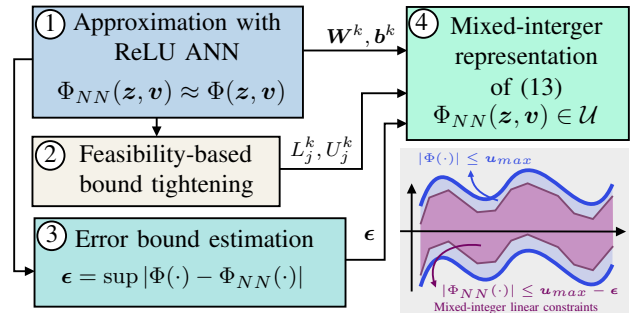 1 Approximation with
ReLU ANN
Φ_NN(z, v) ≈ Φ(z, v)
W^k, b^k
4 Mixed-interger
representation
of (13)
Φ_NN(z, v) ∈ 𝒰
2 Feasibility-based
bound tightening
L_j^k, U_j^k
3 Error bound estimation
ϵ = sup |Φ(·) − Φ_NN(·)|
ϵ
|Φ(·)| ≤ u_max
|Φ_NN(·)| ≤ u_max − ϵ
Mixed-integer linear constraints